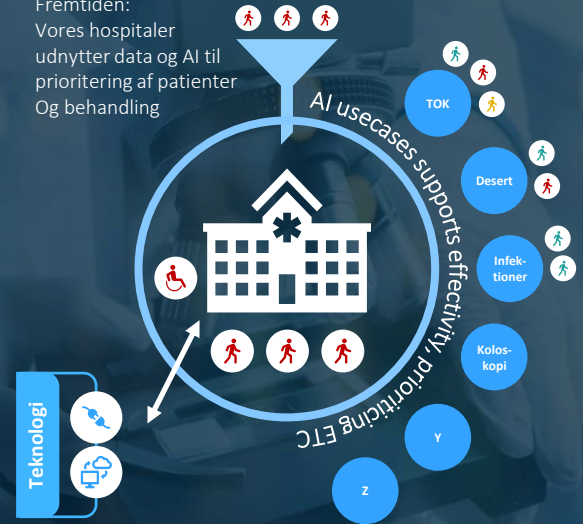 Fremtiden:
Vores hospitaler
udnytter data og AI til
prioritering af patienter
Og behandling
AI usecases supports effectivity, prioriticing ETC
TOK
Desert
Infek-
tioner
Kolos-
kopi
Y
Z
Teknologi